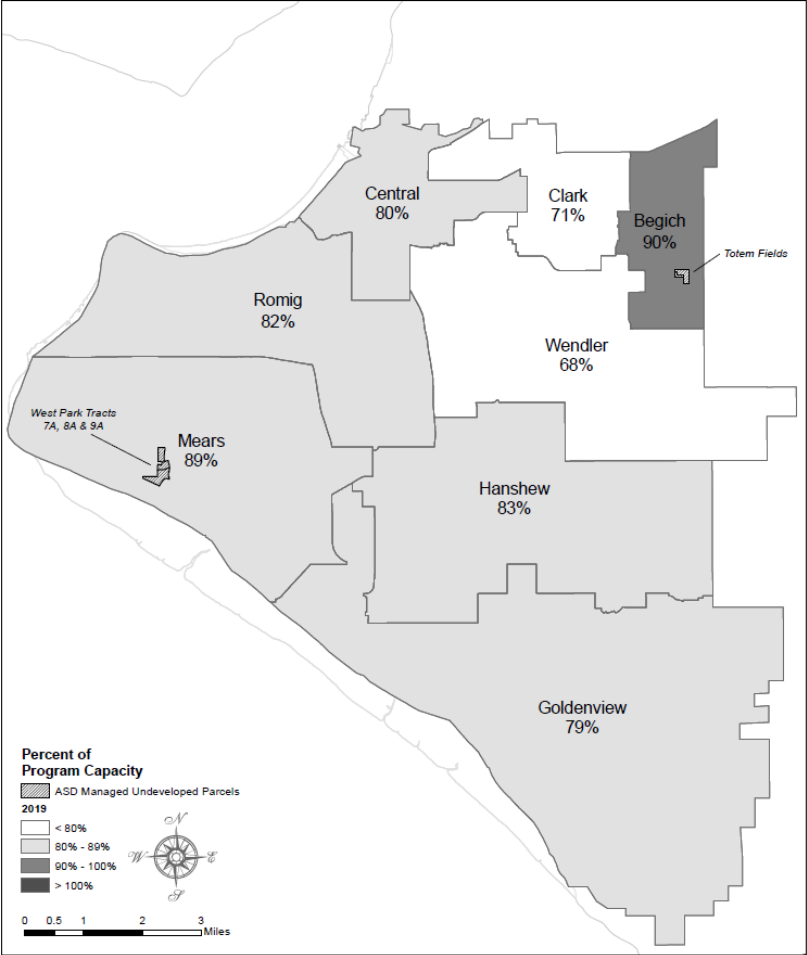 Central
80%
Clark
71%
Begich
90%
Totem Fields
Romig
82%
Wendler
68%
West Park Tracts
7A, 8A & 9A
Mears
89%
Hanshew
83%
Goldenview
79%
Percent of
Program Capacity
ASD Managed Undeveloped Parcels
2019
< 80%
80% - 89%
90% - 100%
> 100%
N
W E
S
0 0.5 1 2 3
Miles